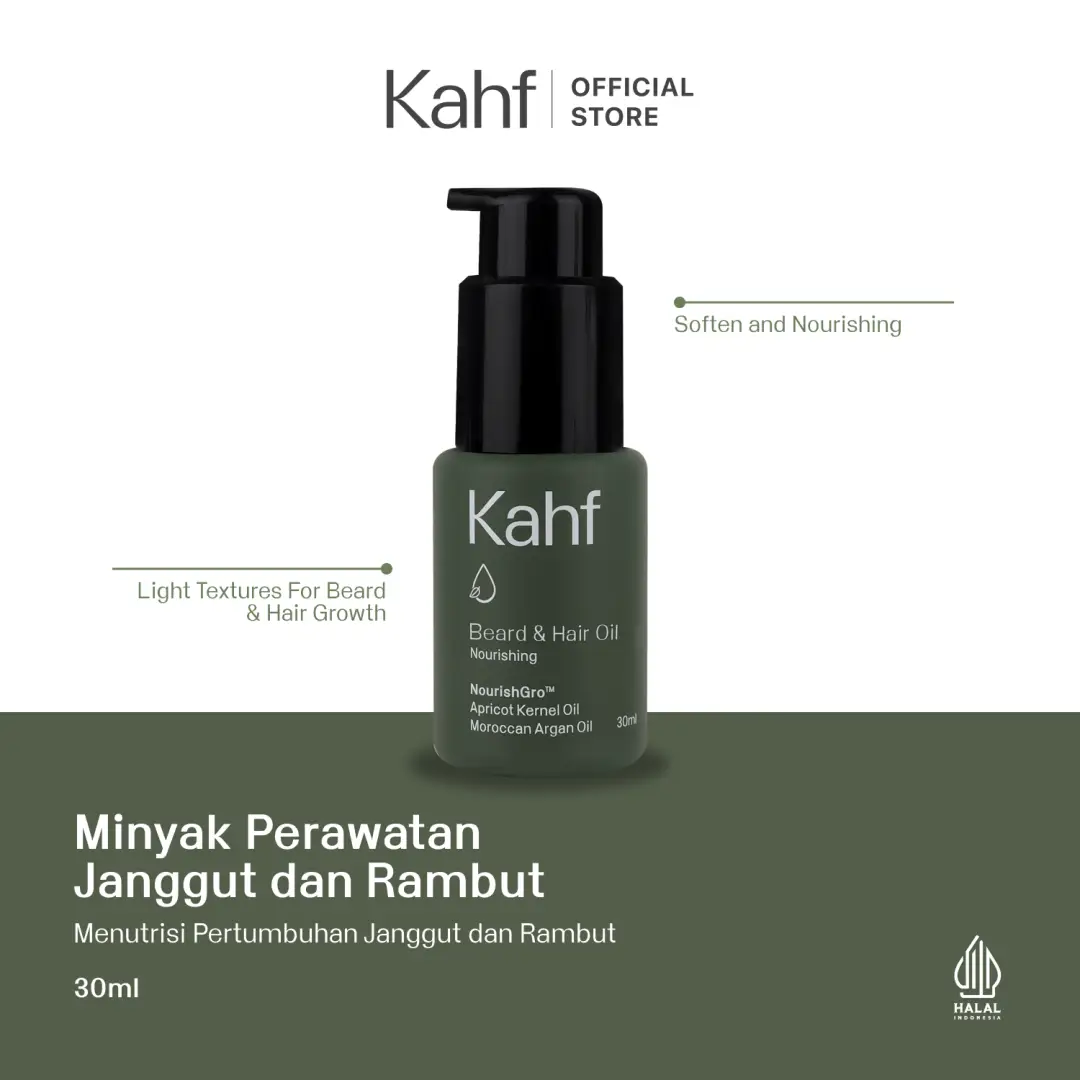 Kahf
OFFICIAL
STORE
Soften and Nourishing
Light Textures For Beard
& Hair Growth
Kahf
Beard & Hair Oil
Nourishing
NourishGro™
Apricot Kernel Oil
Moroccan Argan Oil
30ml
Minyak Perawatan
Janggut dan Rambut
Menutrisi Pertumbuhan Janggut dan Rambut
30ml
HALAL
INDONESIA